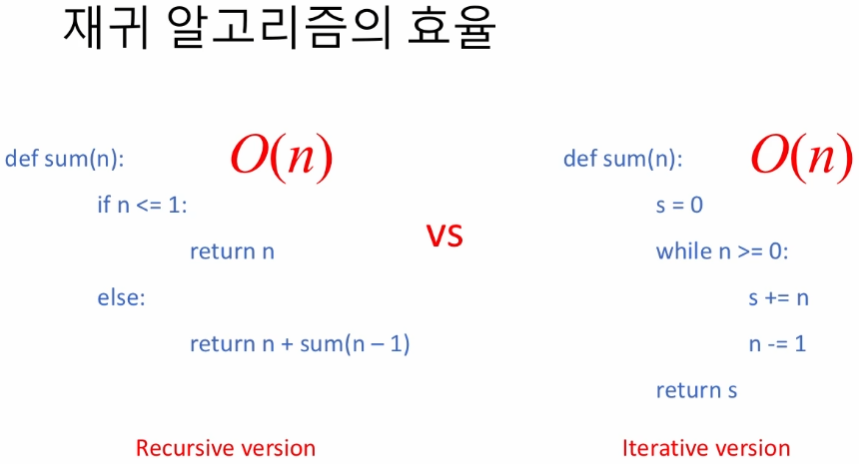 재귀 알고리즘의 효율
def sum(n):
O(n)
if n <= 1:
return n
else:
return n + sum(n – 1)
Recursive version
vs
def sum(n):
O(n)
s = 0
while n >= 0:
s += n
n -= 1
return s
Iterative version